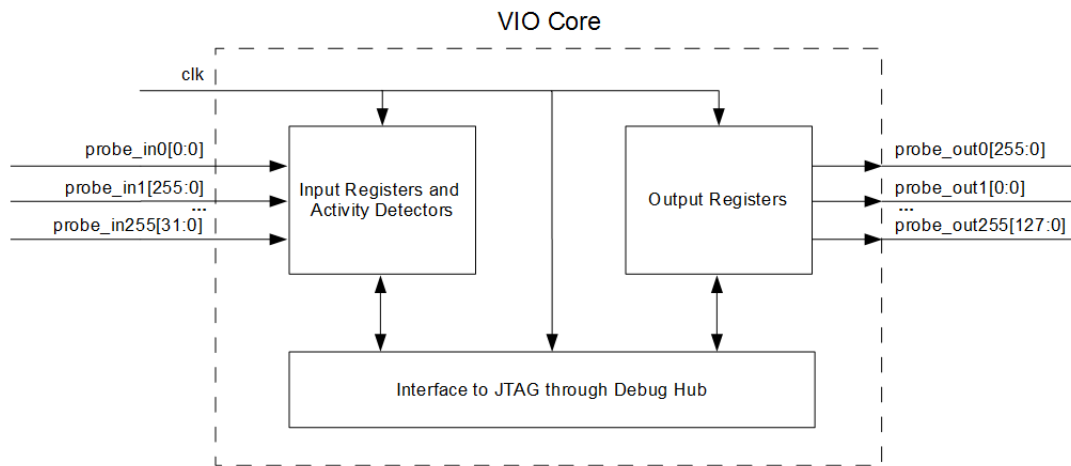 VIO Core
clk
probe_in0[0:0]
probe_in1[255:0]
...
probe_in255[31:0]
Input Registers and
Activity Detectors
Output Registers
probe_out0[255:0]
probe_out1[0:0]
...
probe_out255[127:0]
Interface to JTAG through Debug Hub